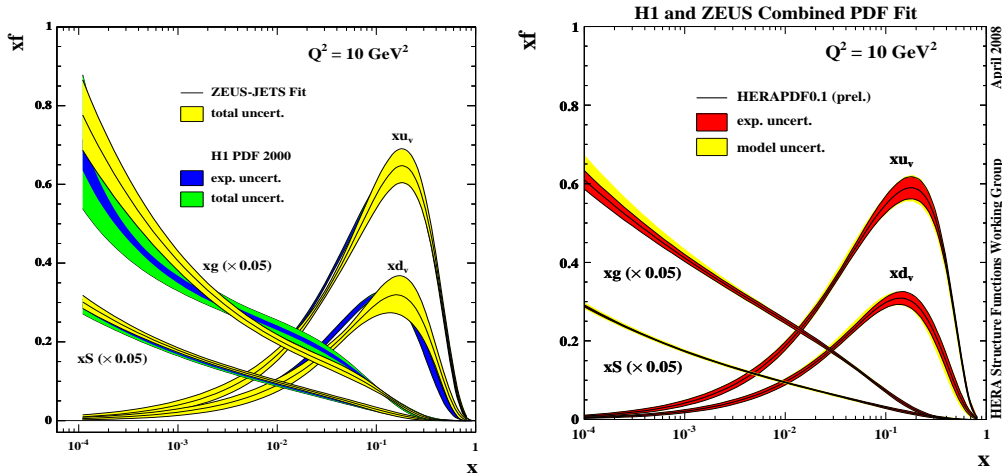 xf
1
0.8
0.6
0.4
0.2
0
Q² = 10 GeV²
ZEUS-JETS Fit
total uncert.
H1 PDF 2000
exp. uncert.
total uncert.
xuᵥ
xdᵥ
xg (× 0.05)
xS (× 0.05)
10⁻⁴ 10⁻³ 10⁻² 10⁻¹ 1
x
H1 and ZEUS Combined PDF Fit
xf
1
0.8
0.6
0.4
0.2
0
Q² = 10 GeV²
HERAPDF0.1 (prel.)
exp. uncert.
model uncert.
xuᵥ
xdᵥ
xg (× 0.05)
xS (× 0.05)
10⁻⁴ 10⁻³ 10⁻² 10⁻¹ 1
x
HERA Structure Functions Working Group April 2008